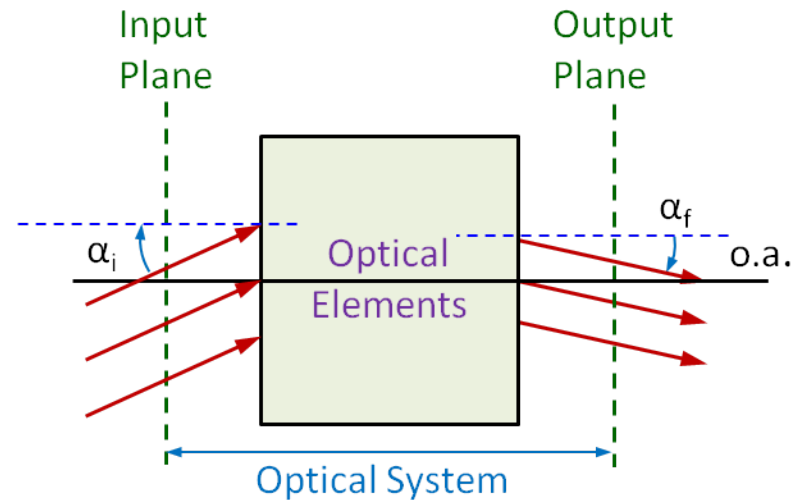 Input
Plane
Output
Plane
αi
αf
Optical
Elements
o.a.
Optical System